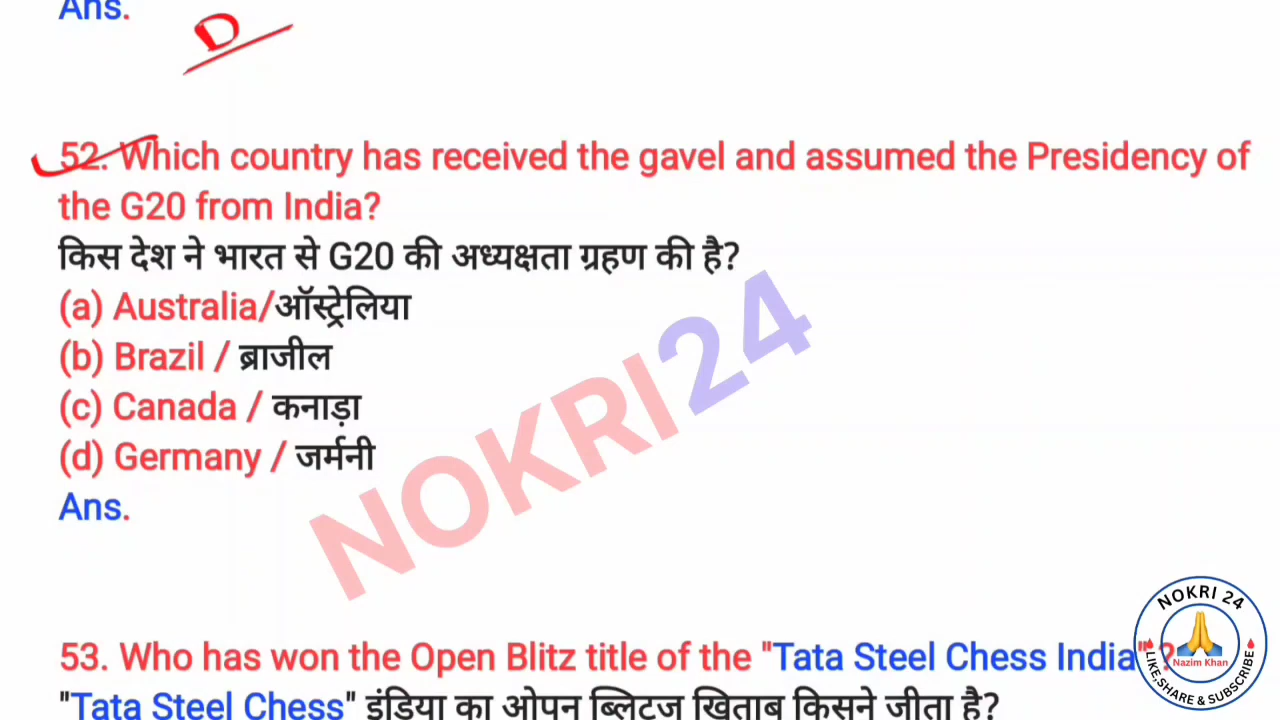 Ans.
D
52. Which country has received the gavel and assumed the Presidency of
the G20 from India?
किस देश ने भारत से G20 की अध्यक्षता ग्रहण की है?
(a) Australia/ऑस्ट्रेलिया
(b) Brazil / ब्राजील
(c) Canada / कनाड़ा
(d) Germany / जर्मनी
Ans.
NOKRI24
53. Who has won the Open Blitz title of the "Tata Steel Chess India" ?
"Tata Steel Chess" इंडिया का ओपन ब्लिटज खिताब किसने जीता है?
NOKRI 24
Nazim Khan
LIKE,SHARE & SUBSCRIBE